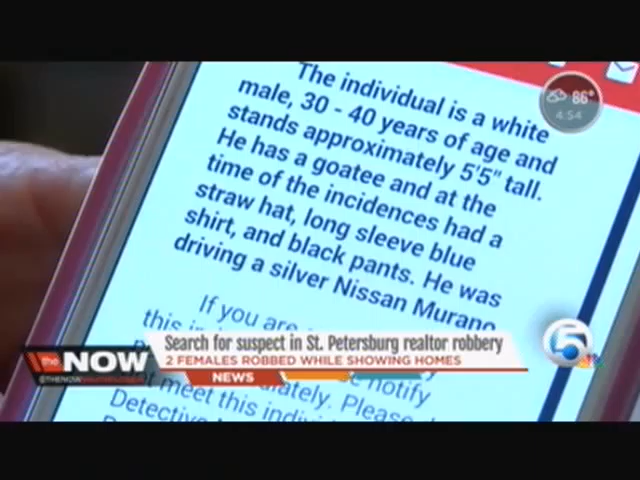 The individual is a white
male, 30 - 40 years of age and
stands approximately 5'5" tall.
He has a goatee and at the
time of the incidences had a
straw hat, long sleeve blue
shirt, and black pants. He was
driving a silver Nissan Murano
If you are
this
notify
ately. Please
meet this indivi
Detective
86°
4:54
Search for suspect in St. Petersburg realtor robbery
2 FEMALES ROBBED WHILE SHOWING HOMES
NEWS
the NOW
5